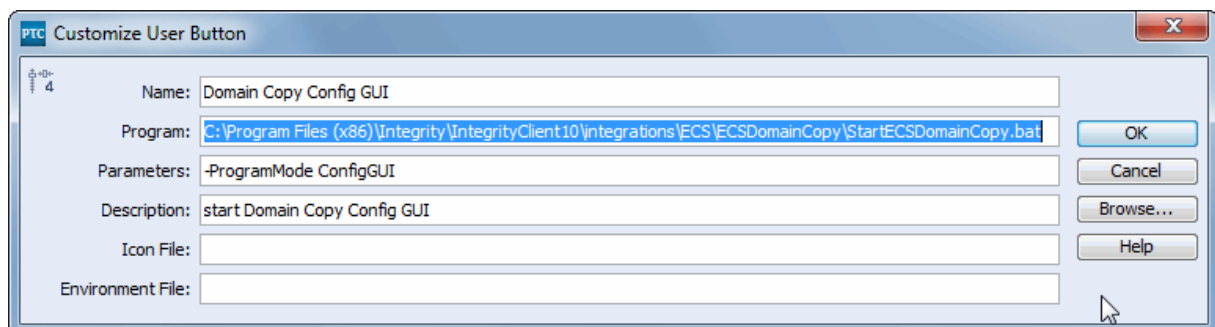 PTC Customize User Button
4
Name: Domain Copy Config GUI
Program: C:\Program Files (x86)\Integrity\IntegrityClient10\integrations\ECS\ECSDomainCopy\StartECSDomainCopy.bat
OK
Parameters: -ProgramMode ConfigGUI
Cancel
Description: start Domain Copy Config GUI
Browse...
Icon File:
Help
Environment File: